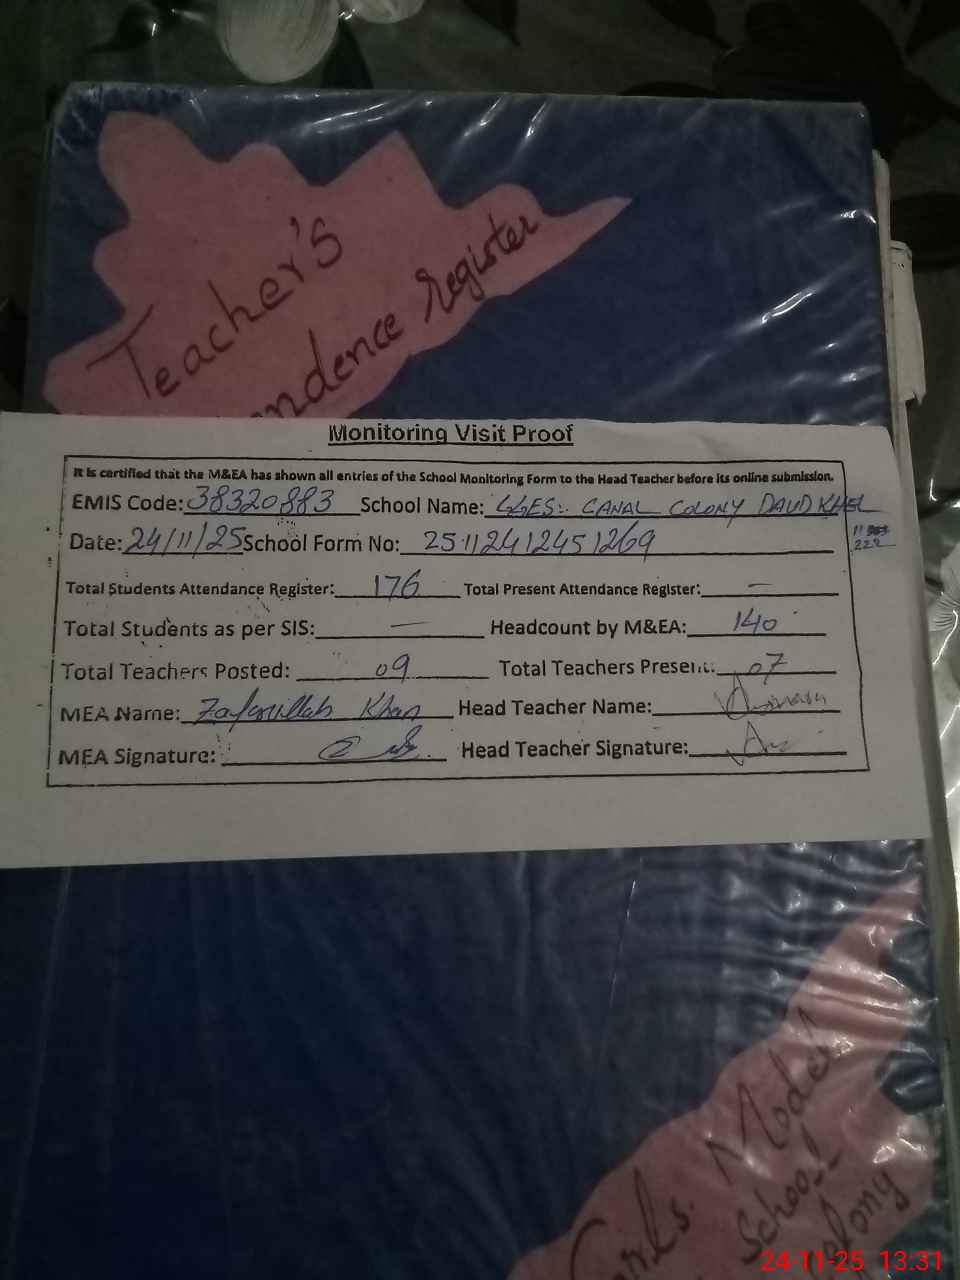 Teacher's
ndence Register
Monitoring Visit Proof
It is certified that the M&EA has shown all entries of the School Monitoring Form to the Head Teacher before its online submission.
EMIS Code: 38320883 School Name: GGES: CANAL COLONY DAUD KHEL
Date: 24/11/25 School Form No: 25112412451269
222
Total Students Attendance Register: 176 Total Present Attendance Register: —
Total Students as per SIS: — Headcount by M&EA: 140
Total Teachers Posted: 09 Total Teachers Present: 07
MEA Name: Zafarullah Khan Head Teacher Name:
MEA Signature: Head Teacher Signature:
Girls. Model
School
olony
24-11-25 13:31